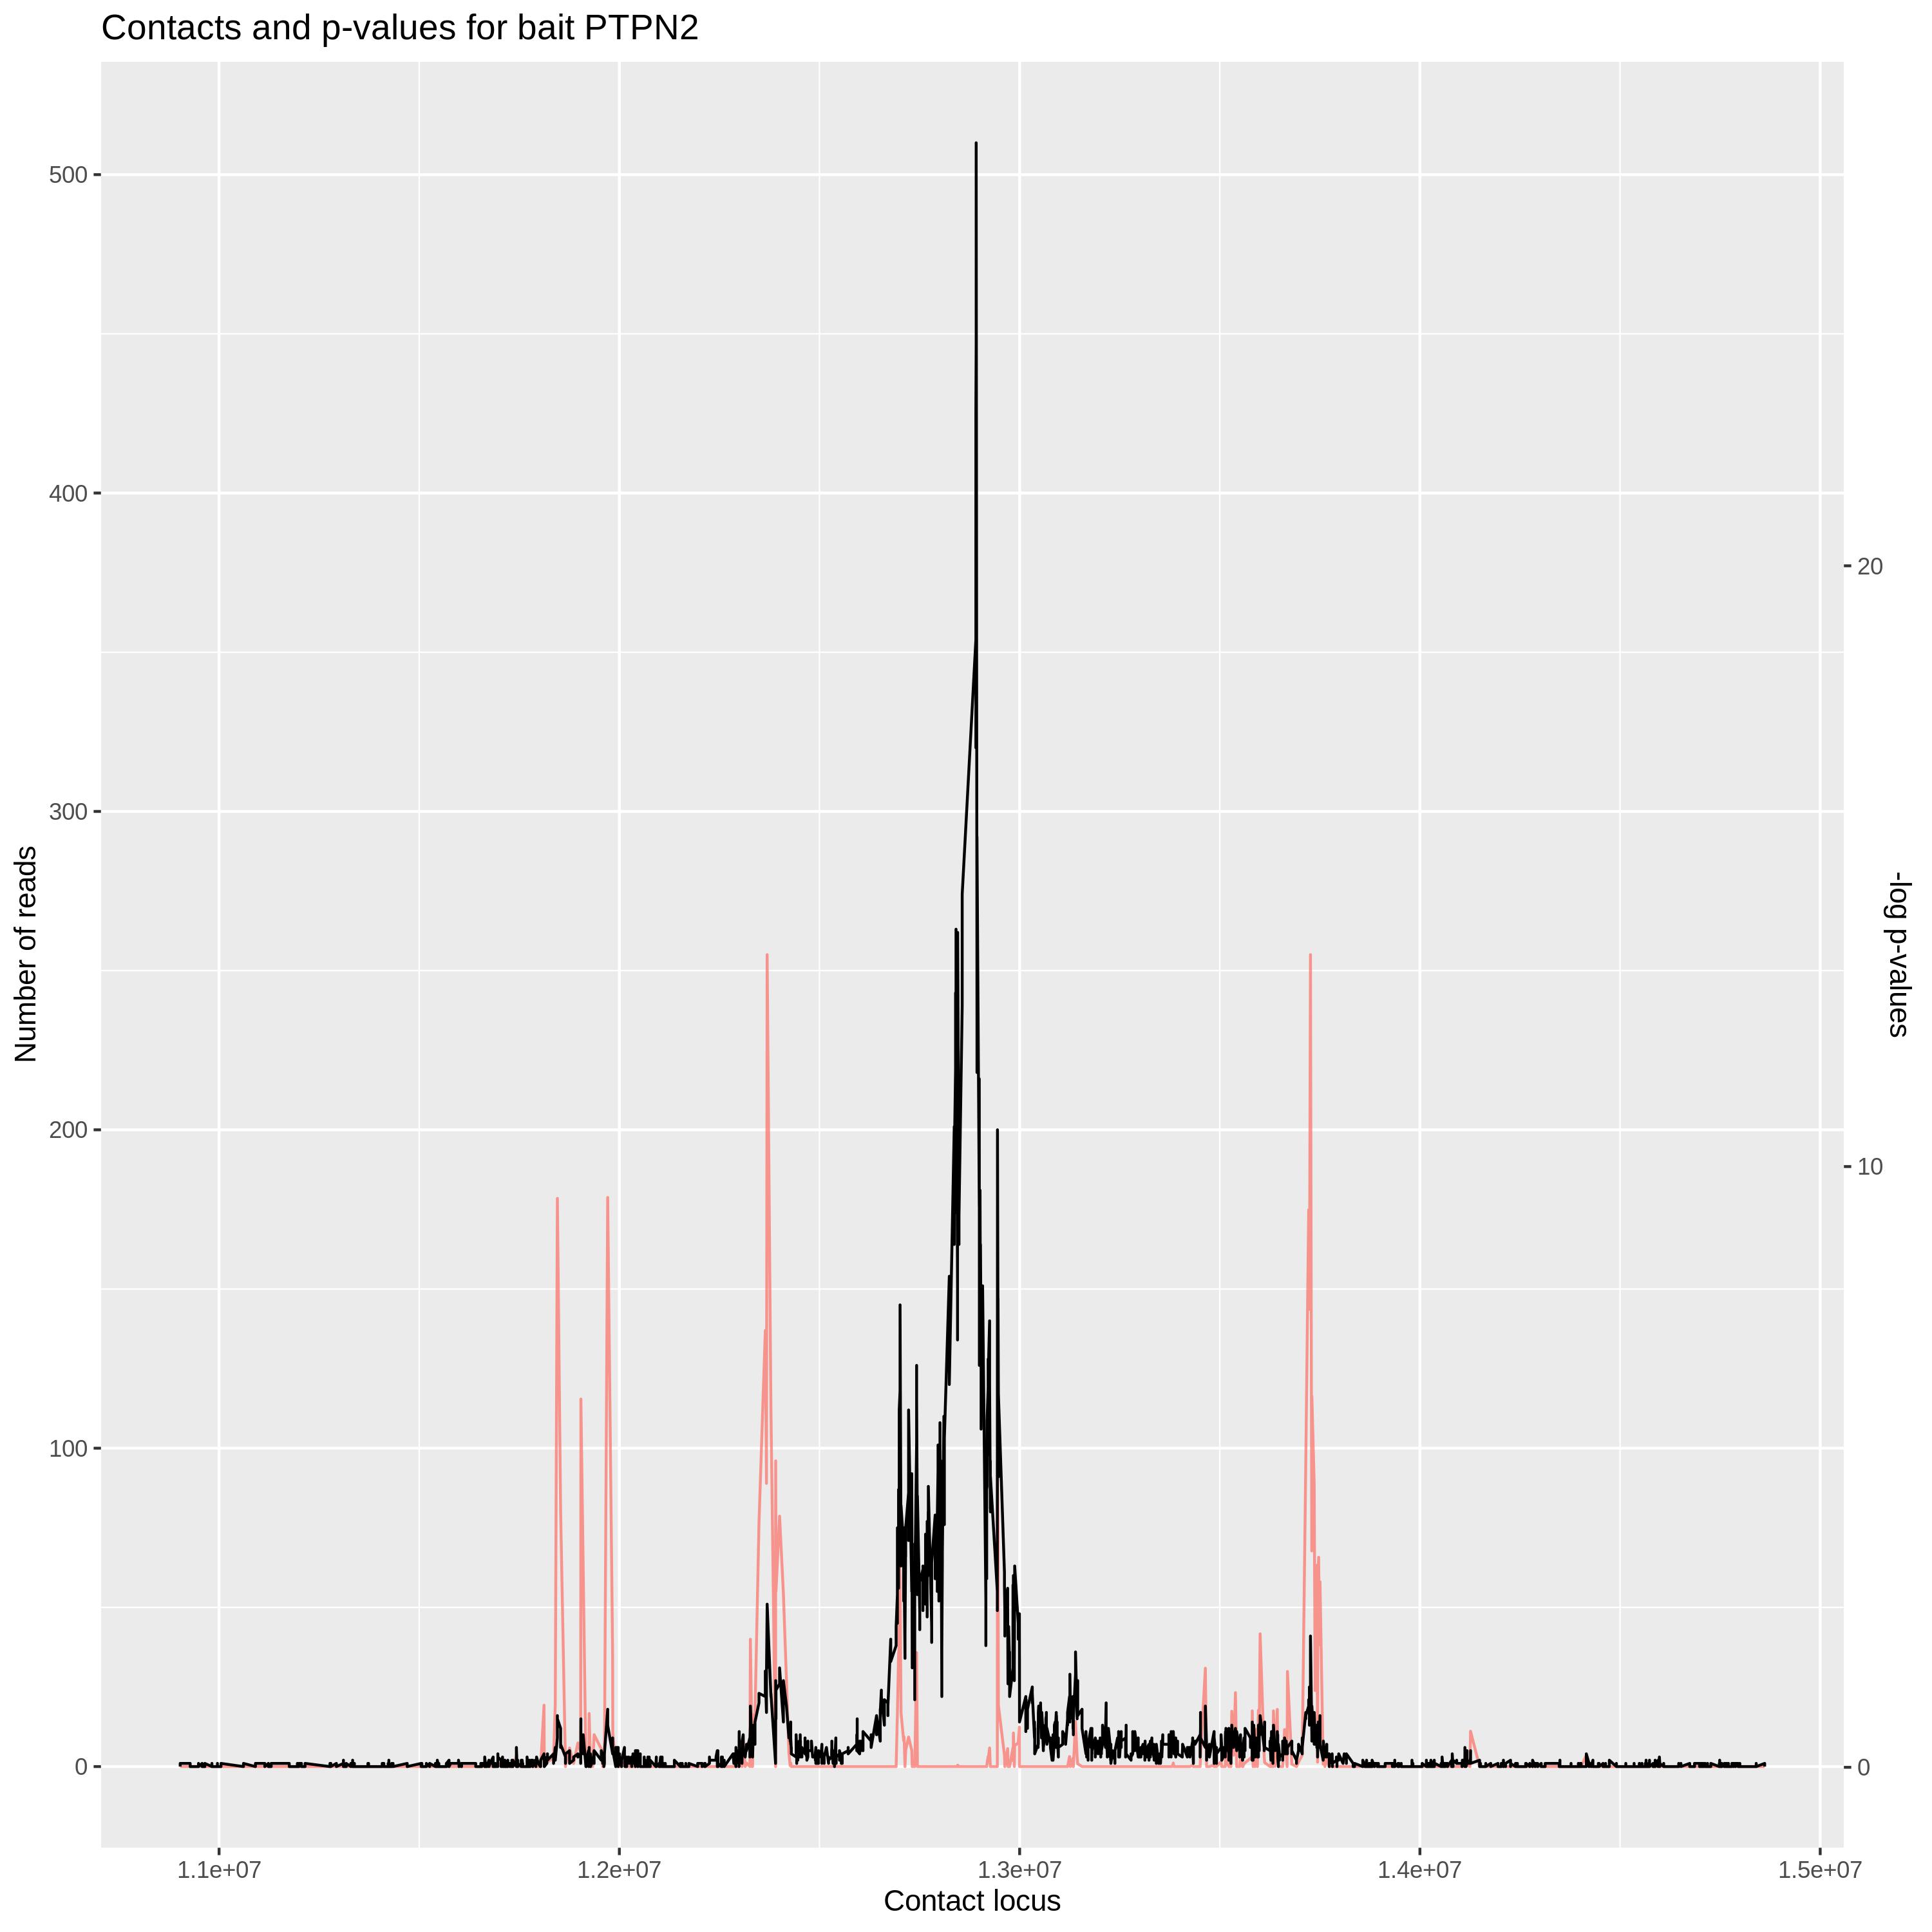 Contacts and p-values for bait PTPN2
500
400
300
200
100
0
Number of reads
20
10
0
-log p-values
1.1e+07
1.2e+07
1.3e+07
1.4e+07
1.5e+07
Contact locus